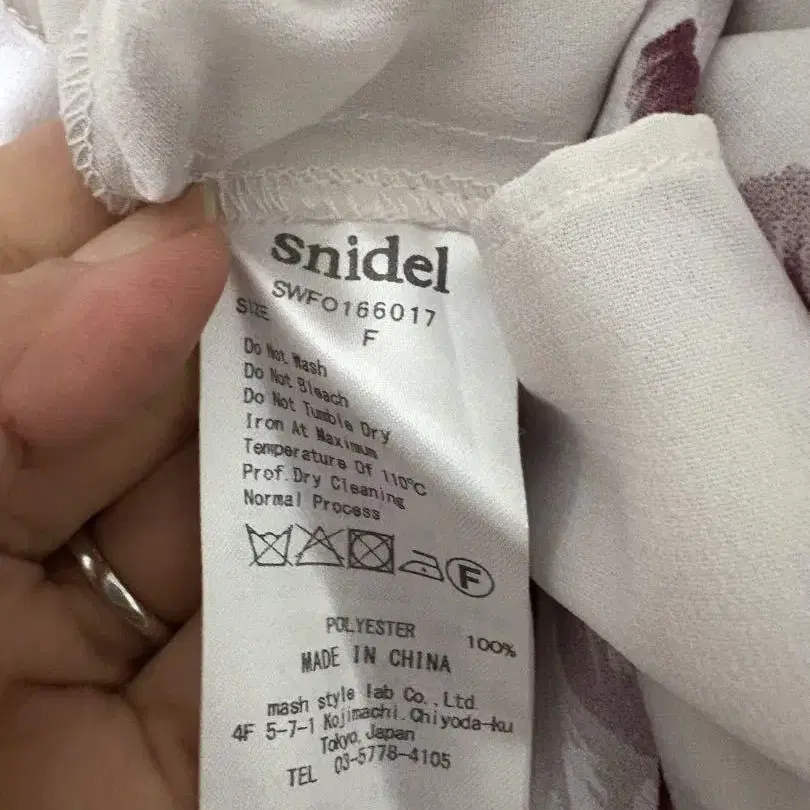 snidel
SWFO166017
SIZE
F
Do Not Wash
Do Not Bleach
Do Not Tumble Dry
Iron At Maximum
Temperature Of 110°C
Prof.Dry Cleaning
Normal Process
F
POLYESTER 100%
MADE IN CHINA
mash style lab Co.,Ltd.
4F 5-7-1 Kojimachi.Chiyoda-ku
Tokyo, Japan
TEL 03-5778-4105